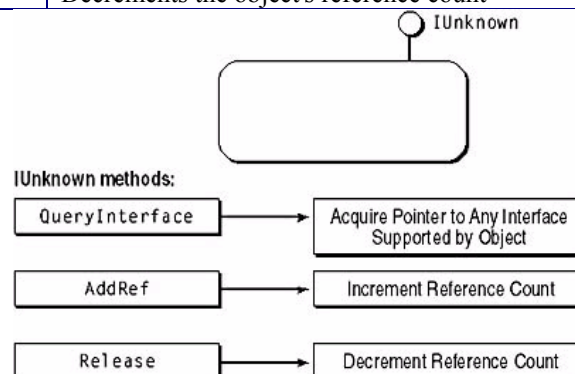 Decrements the object's reference count
IUnknown
IUnknown methods:
QueryInterface
Acquire Pointer to Any Interface
Supported by Object
AddRef
Increment Reference Count
Release
Decrement Reference Count